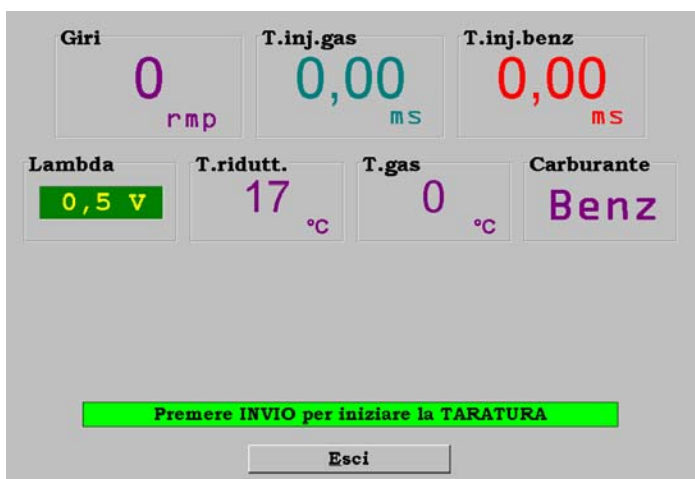 Giri T.inj.gas T.inj.benz
0 0,00 0,00
rmp ms ms
Lambda T.ridutt. T.gas Carburante
0,5 V 17 0 Benz
°C °C
Premere INVIO per iniziare la TARATURA
Esci